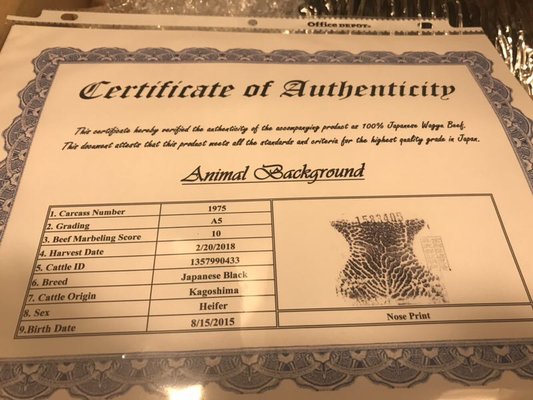 Office DEPOT
Certificate of Authenticity
This certificate hereby verified the authenticity of the accompanying product as 100% Japanese Wagyu Beef.
This document attests that this product meets all the standards and criteria for the highest quality grade in Japan.
Animal Background
1. Carcass Number 1975
2. Grading A5
3. Beef Marbeling Score 10
4. Harvest Date 2/20/2018
5. Cattle ID 1357990433
6. Breed Japanese Black
7. Cattle Origin Kagoshima
8. Sex Heifer
9.Birth Date 8/15/2015
Nose Print